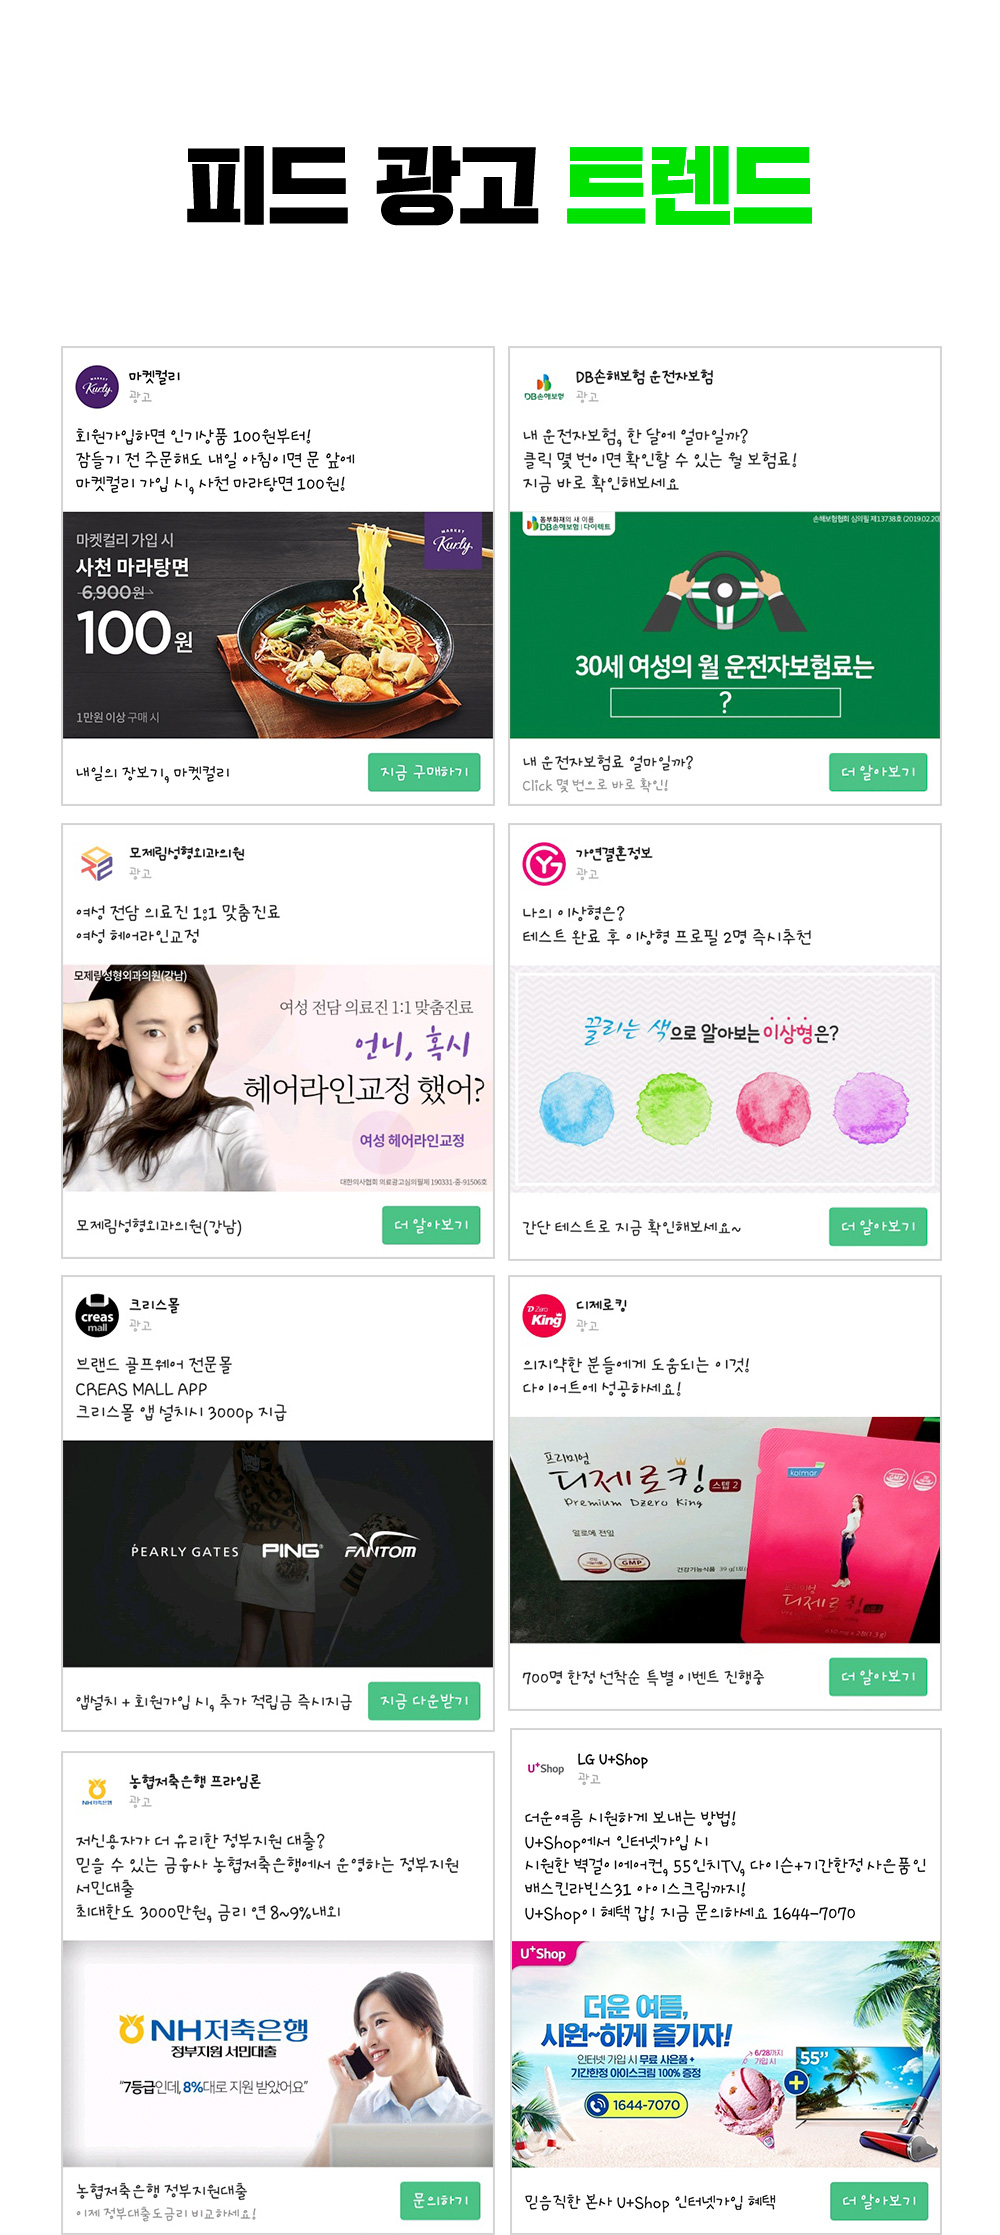 피드 광고 트렌드
MARKET
Kurly
마켓컬리
광고
회원가입하면 인기상품 100원부터!
잠들기 전 주문해도 내일 아침이면 문 앞에
마켓컬리 가입 시, 사천 마라탕면 100원!
마켓컬리 가입 시
사천 마라탕면
6,900원
100원
1만원 이상 구매 시
MARKET
Kurly
내일의 장보기, 마켓컬리
지금 구매하기
DB손해보험
DB손해보험 운전자보험
광고
내 운전자보험, 한 달에 얼마일까?
클릭 몇 번이면 확인할 수 있는 월 보험료!
지금 바로 확인해보세요
동부화재의 새 이름
DB손해보험 | 다이렉트
손해보험협회 심의필 제13738호 (2019.02.20
30세 여성의 월 운전자보험료는
?
내 운전자보험료 얼마일까?
Click 몇 번으로 바로 확인!
더 알아보기
모제림성형외과의원
광고
여성 전담 의료진 1:1 맞춤진료
여성 헤어라인교정
모제림성형외과의원(강남)
여성 전담 의료진 1:1 맞춤진료
언니, 혹시
헤어라인교정 했어?
여성 헤어라인교정
대한의사협회 의료광고심의필제 190331-중-91506호
모제림성형외과의원(강남)
더 알아보기
가연결혼정보
광고
나의 이상형은?
테스트 완료 후 이상형 프로필 2명 즉시추천
끌리는 색으로 알아보는 이상형은?
간단 테스트로 지금 확인해보세요~
더 알아보기
creas
mall
크리스몰
광고
브랜드 골프웨어 전문몰
CREAS MALL APP
크리스몰 앱 설치시 3000p 지급
PEARLY GATES PING FANTOM
앱설치 + 회원가입 시, 추가 적립금 즉시지급
지금 다운받기
D Zero
King
디제로킹
광고
의지약한 분들에게 도움되는 이것!
다이어트에 성공하세요!
프리미엄
디제로킹 스텝 2
Premium Dzero King
알로에 전잎
GMP
건강기능식품 39 g(1회
kolmar
GMP
프리미엄
디제로킹
700명 한정 선착순 특별 이벤트 진행중
더 알아보기
NH저축은행
농협저축은행 프라임론
광고
저신용자가 더 유리한 정부지원 대출?
믿을 수 있는 금융사 농협저축은행에서 운영하는 정부지원
서민대출
최대한도 3000만원, 금리 연 8~9%내외
NH저축은행
정부지원 서민대출
“7등급인데, 8%대로 지원 받았어요”
농협저축은행 정부지원대출
이제 정부대출도금리 비교하세요!
문의하기
U+Shop
LG U+Shop
광고
더운여름 시원하게 보내는 방법!
U+Shop에서 인터넷가입 시
시원한 벽걸이에어컨, 55인치TV, 다이슨+기간한정 사은품인
배스킨라빈스31 아이스크림까지!
U+Shop이 혜택 갑! 지금 문의하세요 1644-7070
U+Shop
더운 여름,
시원~하게 즐기자!
인터넷 가입 시 무료 사은품 +
기간한정 아이스크림 100% 증정
1644-7070
6/28까지
가입 시
+
55”
믿음직한 본사 U+Shop 인터넷가입 혜택
더 알아보기